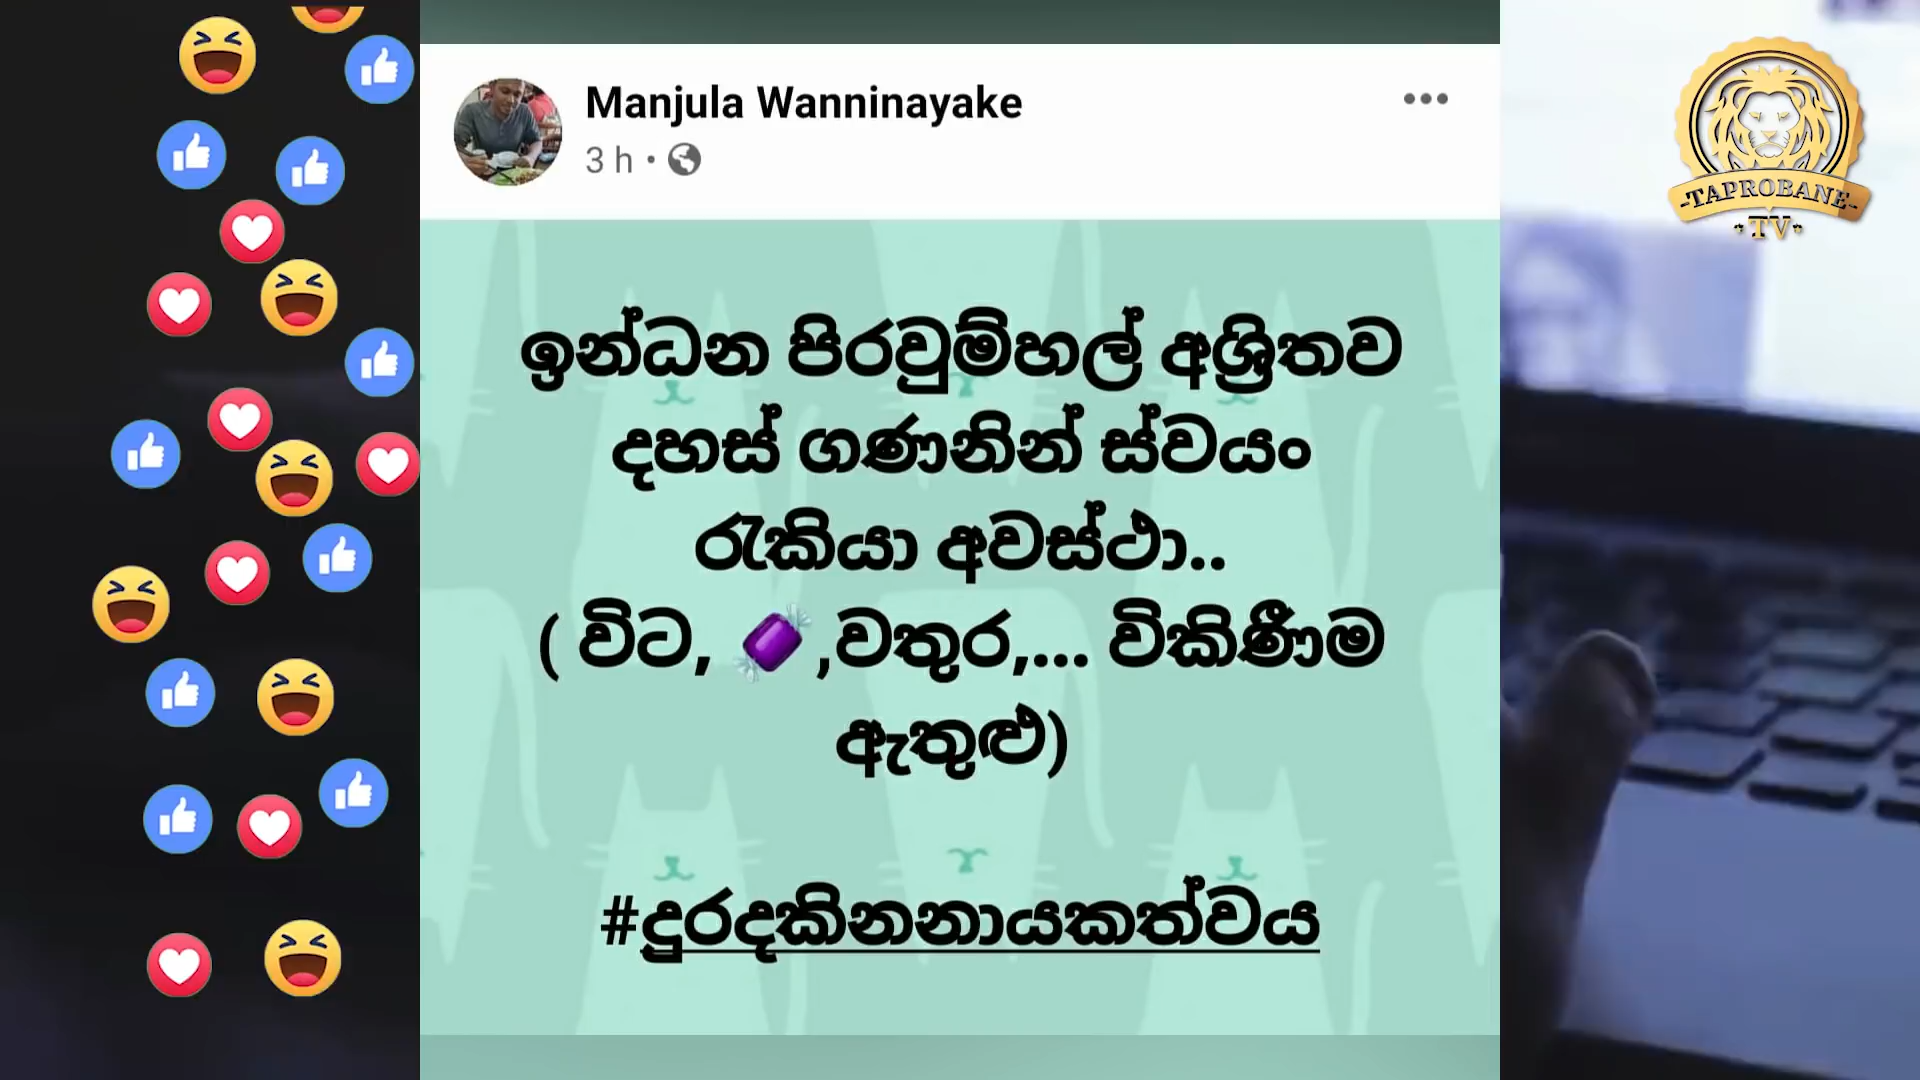 Manjula Wanninayake
3 h •
ඉන්ධන පිරවුම්හල් අශ්‍රිතව
දහස් ගණනින් ස්වයං
රැකියා අවස්ථා..
( විට, 🍬,වතුර,... විකිණීම
ඇතුළු)
#දුරදකිනනායකත්වය
-TAPROBANE-
TV